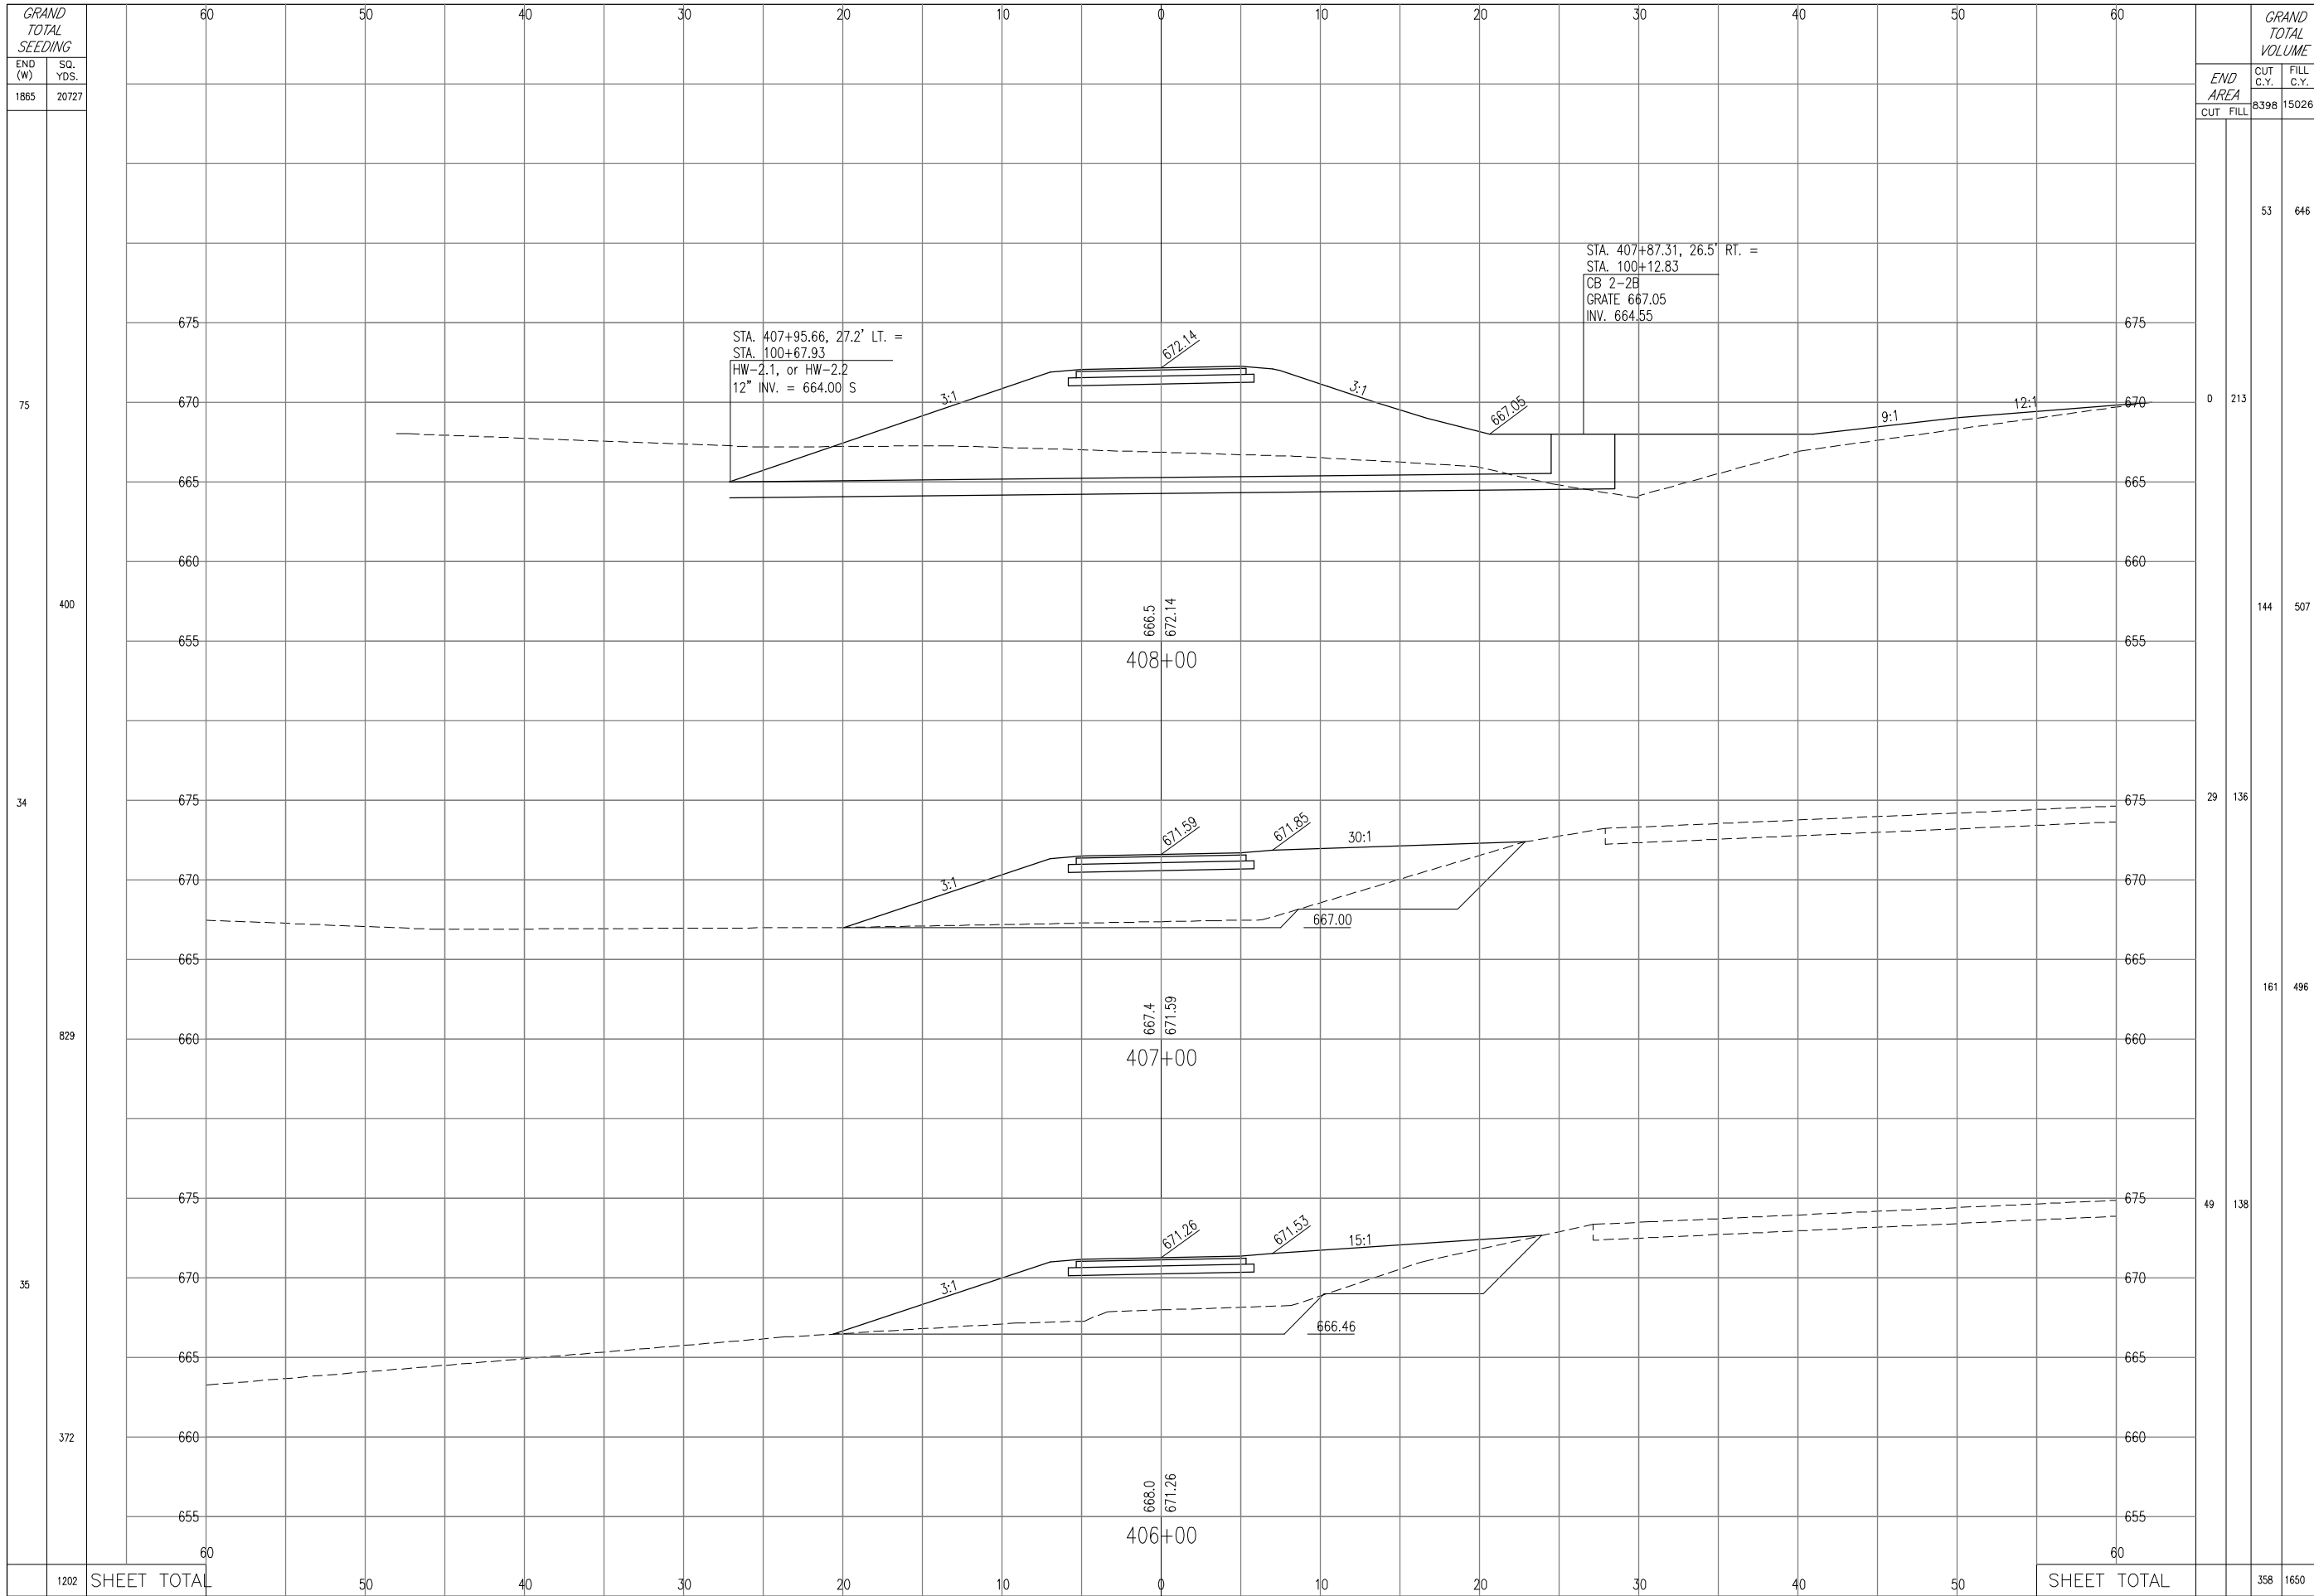 GRAND
TOTAL
SEEDING
END
(W)
SQ.
YDS.
1865 20727
60 50 40 30 20 10 0 10 20 30 40 50 60
GRAND
TOTAL
VOLUME
END
AREA
CUT FILL
CUT
C.Y.
FILL
C.Y.
8398 15026
53 646
STA. 407+87.31, 26.5' RT. =
STA. 100+12.83
CB 2-2B
GRATE 667.05
INV. 664.55
675 675
STA. 407+95.66, 27.2' LT. =
STA. 100+67.93
HW-2.1, or HW-2.2
12" INV. = 664.00 S
672.14
3:1
3:1
667.05
9:1
12:1
75
670 670
0 213
665 665
660 660
400
144 507
666.5
672.14
655 655
408+00
34
675 675
29 136
671.59
671.85
30:1
3:1
670 670
667.00
665 665
161 496
667.4
671.59
829
660 660
407+00
675 675
49 138
671.26
671.53
15:1
3:1
35
670 670
666.46
665 665
372
660 660
668.0
671.26
655 655
406+00
60 60
1202 SHEET TOTAL
50 40 30 20 10 0 10 20 30 40 50
SHEET TOTAL 358 1650